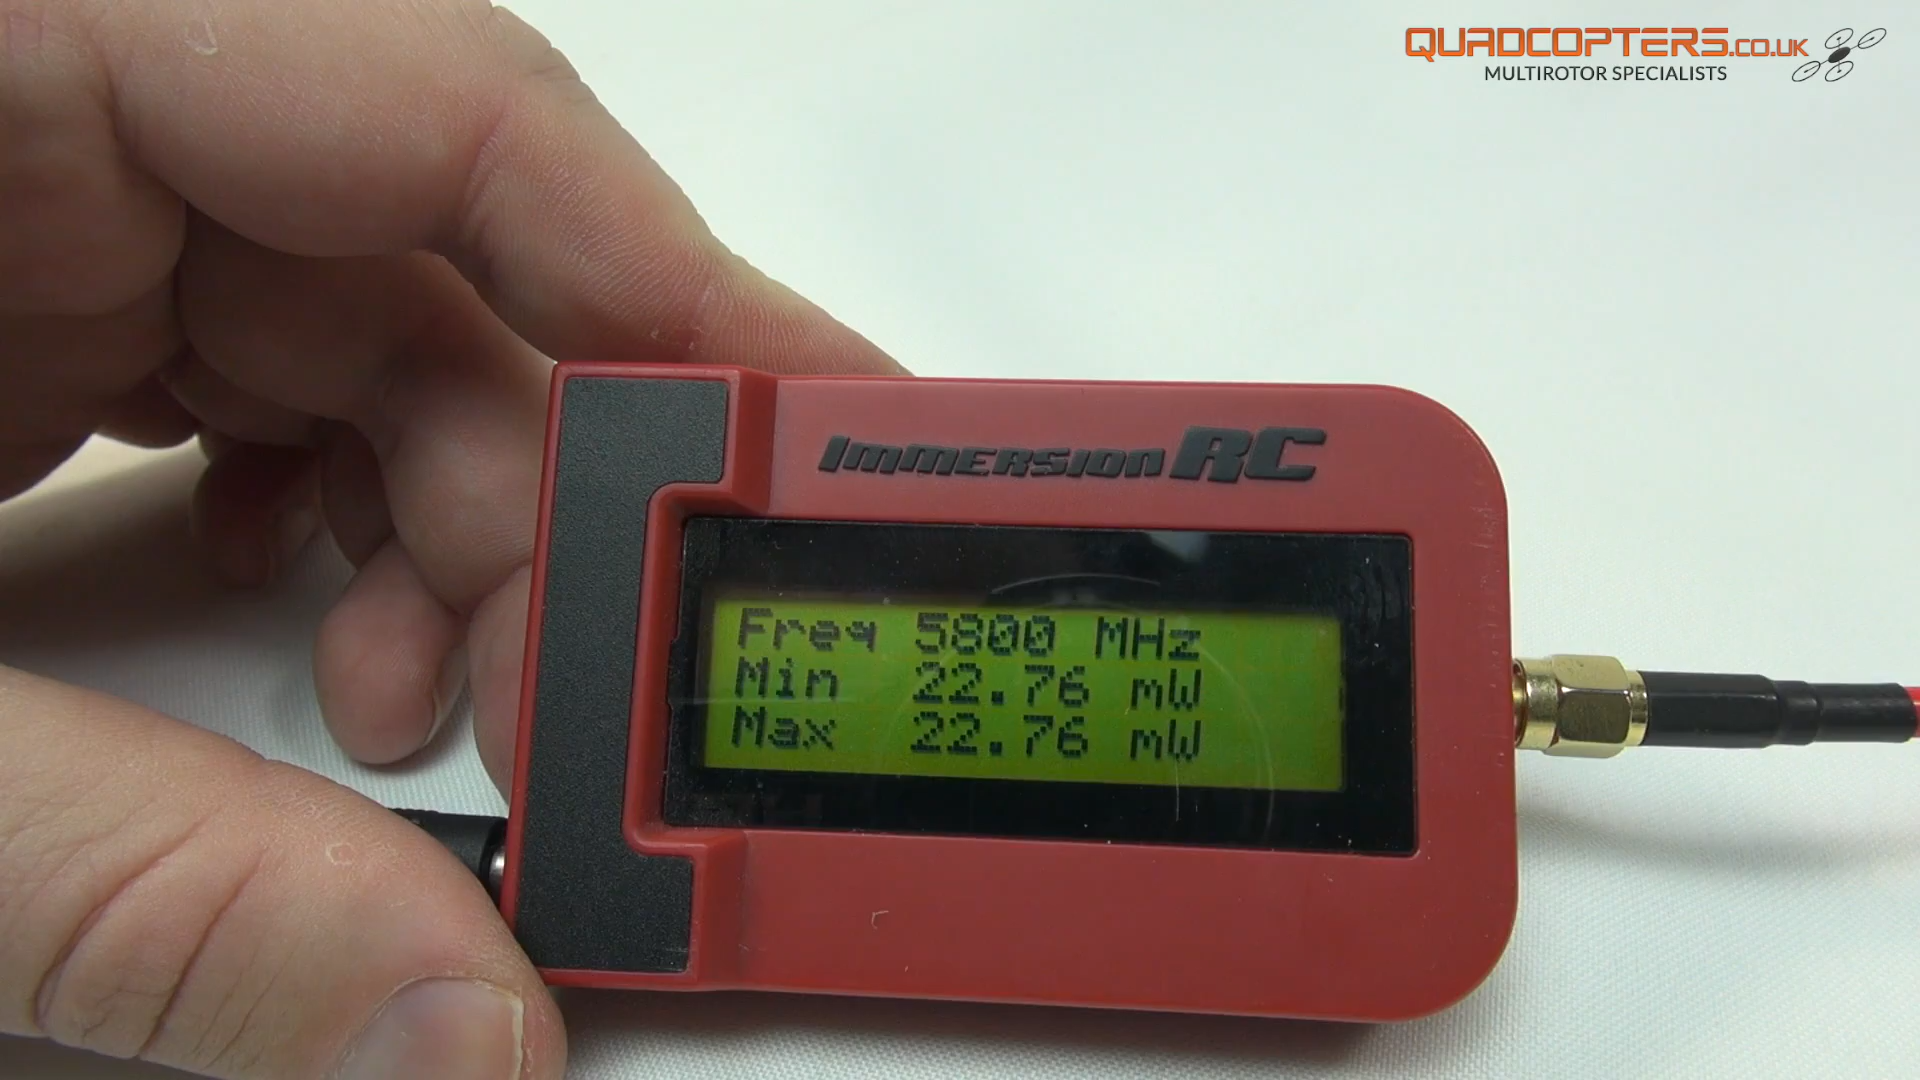 QUADCOPTERS.CO.UK
MULTIROTOR SPECIALISTS
ImmersionRC
Freq 5800 MHz
Min 22.76 mW
Max 22.76 mW